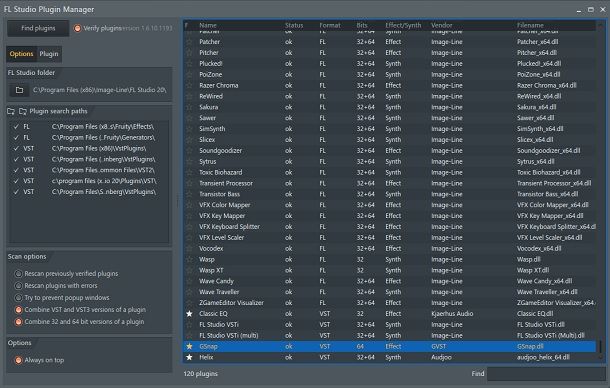 FL Studio Plugin Manager
Find plugins Verify plugins version 1.6.10.1193
Options Plugin
FL Studio folder
C:\Program Files (x86)\Image-Line\FL Studio 20\
Plugin search paths
FL C:\Program Files (x8..s\Fruity\Effects\
FL C:\Program Files (..Fruity\Generators\
VST C:\Program Files (x86)\VstPlugins\
VST C:\Program Files (..inberg\VstPlugins\
VST C:\Program Files\..ommon Files\VST2\
VST C:\program files (x..io 20\Plugins\VST\
VST C:\Program Files\S..nberg\VstPlugins\
Scan options
Rescan previously verified plugins
Rescan plugins with errors
Try to prevent popup windows
Combine VST and VST3 versions of a plugin
Combine 32 and 64 bit versions of a plugin
Options
Always on top
F Name Status Format Bits Effect/Synth Vendor Filename
Patcher ok FL 32+64 Synth Image-Line Patcher_x64.dll
Patcher ok FL 32+64 Effect Image-Line Patcher_x64.dll
Pitcher ok FL 32+64 Effect Image-Line Pitcher_x64.dll
Plucked! ok FL 32+64 Synth Image-Line Plucked!_x64.dll
PoiZone ok FL 32+64 Synth Image-Line PoiZone_x64.dll
Razer Chroma ok FL 32+64 Effect Image-Line Razer Chroma_x64.dll
ReWired ok FL 32+64 Synth Image-Line ReWired_x64.dll
Sakura ok FL 32+64 Synth Image-Line Sakura_x64.dll
Sawer ok FL 32+64 Synth Image-Line Sawer_x64.dll
SimSynth ok FL 32+64 Synth Image-Line SimSynth_x64.dll
Slicex ok FL 32+64 Synth Image-Line Slicex_x64.dll
Soundgoodizer ok FL 32+64 Effect Image-Line Soundgoodizer_x64.dll
Sytrus ok FL 32+64 Synth Image-Line Sytrus_x64.dll
Toxic Biohazard ok FL 32+64 Synth Image-Line Toxic Biohazard_x64.dll
Transient Processor ok FL 32+64 Effect Image-Line Transient Processor_x64.dll
Transistor Bass ok FL 32+64 Synth Image-Line Transistor Bass_x64.dll
VFX Color Mapper ok FL 32+64 Effect Image-Line VFX Color Mapper_x64.dll
VFX Key Mapper ok FL 32+64 Effect Image-Line VFX Key Mapper_x64.dll
VFX Keyboard Splitter ok FL 32+64 Effect Image-Line VFX Keyboard Splitter_x64.dll
VFX Level Scaler ok FL 32+64 Effect Image-Line VFX Level Scaler_x64.dll
Vocodex ok FL 32+64 Effect Image-Line Vocodex_x64.dll
Wasp ok FL 32 Synth Image-Line Wasp.dll
Wasp XT ok FL 32 Synth Image-Line Wasp XT.dll
Wave Candy ok FL 32+64 Effect Image-Line Wave Candy_x64.dll
Wave Traveller ok FL 32+64 Synth Image-Line Wave Traveller_x64.dll
ZGameEditor Visualizer ok FL 32+64 Effect Image-Line ZGameEditor Visualizer_x64.dll
Classic EQ ok VST 32 Effect Kjaerhus Audio Classic EQ.dll
FL Studio VSTi ok VST 32+64 Synth Image-Line FL Studio VSTi.dll
FL Studio VSTi (multi) ok VST 32+64 Synth Image-Line FL Studio VSTi (Multi).dll
GSnap ok VST 64 Effect GVST GSnap.dll
Helix ok VST 32+64 Synth Audjoo audjoo_helix_64.dll
120 plugins Find